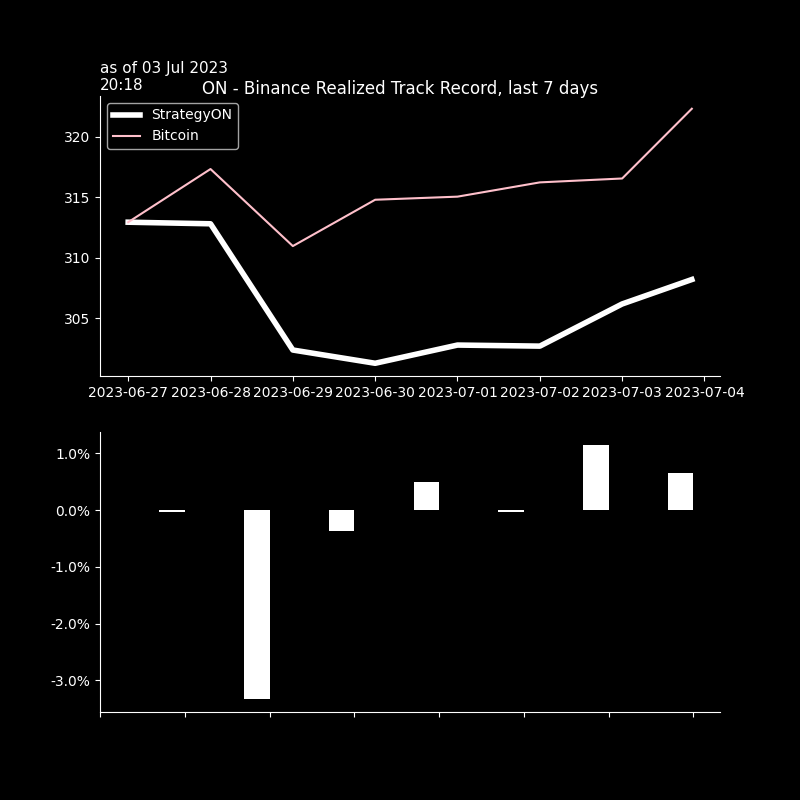 as of 03 Jul 2023
20:18
ON - Binance Realized Track Record, last 7 days
StrategyON
Bitcoin
320
315
310
305
2023-06-27 2023-06-28 2023-06-29 2023-06-30 2023-07-01 2023-07-02 2023-07-03 2023-07-04
1.0%
0.0%
-1.0%
-2.0%
-3.0%